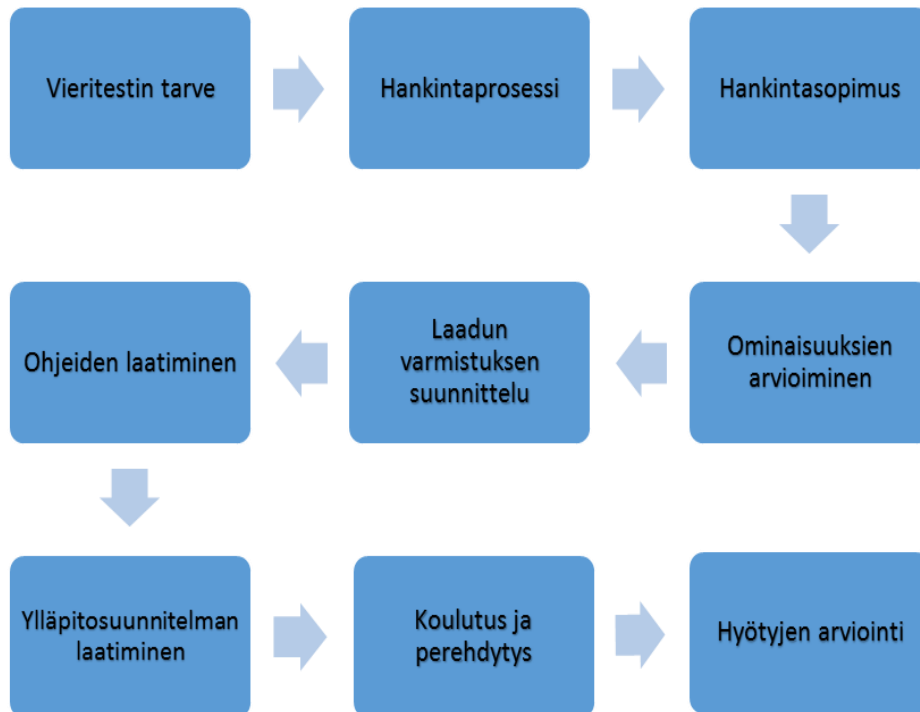 Vieritestin tarve
Hankintaprosessi
Hankintasopimus
Ominaisuuksien
arvioiminen
Laadun
varmistuksen
suunnittelu
Ohjeiden laatiminen
Ylläpitosuunnitelman
laatiminen
Koulutus ja
perehdytys
Hyötyjen arviointi